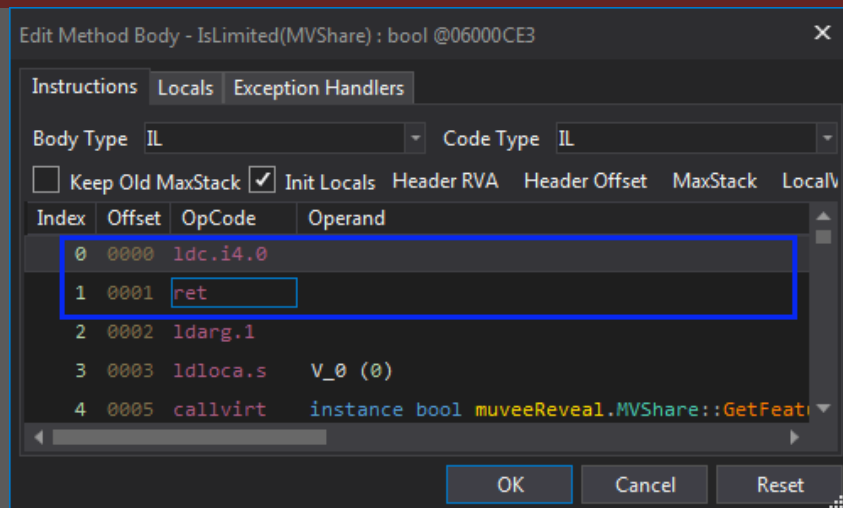 Edit Method Body - IsLimited(MVShare) : bool @06000CE3
Instructions Locals Exception Handlers
Body Type IL Code Type IL
Keep Old MaxStack Init Locals Header RVA Header Offset MaxStack LocalV
Index Offset OpCode Operand
0 0000 ldc.i4.0
1 0001 ret
2 0002 ldarg.1
3 0003 ldloca.s V_0 (0)
4 0005 callvirt instance bool muveeReveal.MVShare::GetFeat
OK Cancel Reset